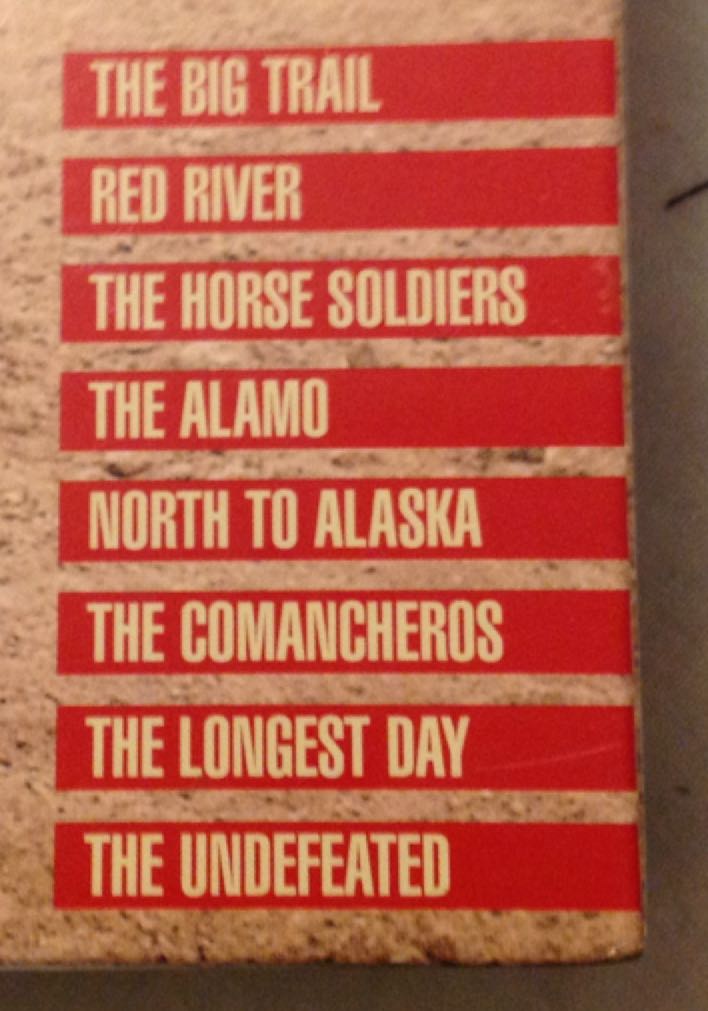 THE BIG TRAIL
RED RIVER
THE HORSE SOLDIERS
THE ALAMO
NORTH TO ALASKA
THE COMANCHEROS
THE LONGEST DAY
THE UNDEFEATED